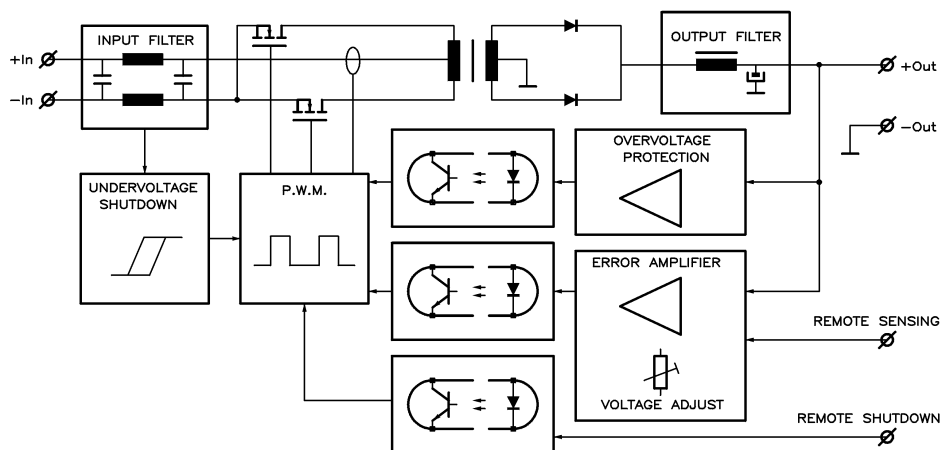 INPUT FILTER
OUTPUT FILTER
+In
+Out
-In
-Out
OVERVOLTAGE
PROTECTION
UNDERVOLTAGE
SHUTDOWN
P.W.M.
ERROR AMPLIFIER
REMOTE SENSING
VOLTAGE ADJUST
REMOTE SHUTDOWN